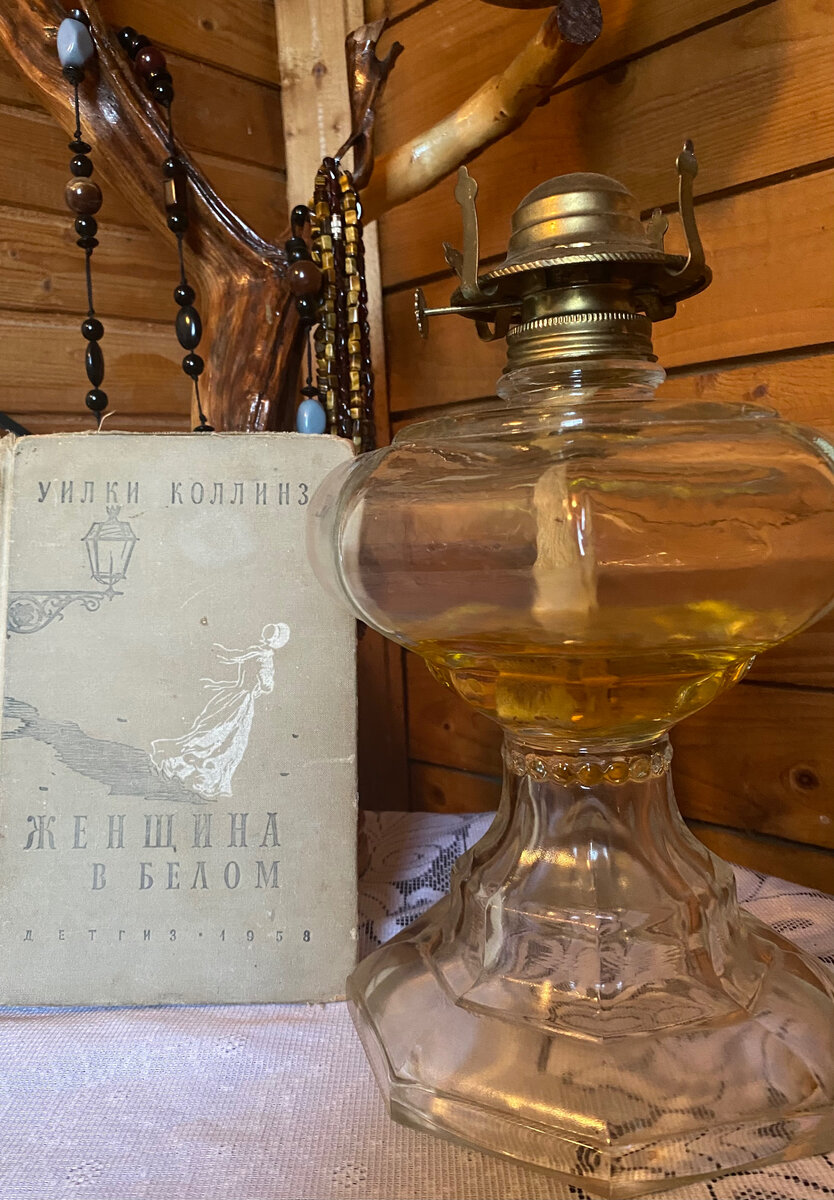 УИЛКИ КОЛЛИНЗ
ЖЕНЩИНА
В БЕЛОМ
ДЕТГИЗ • 1958